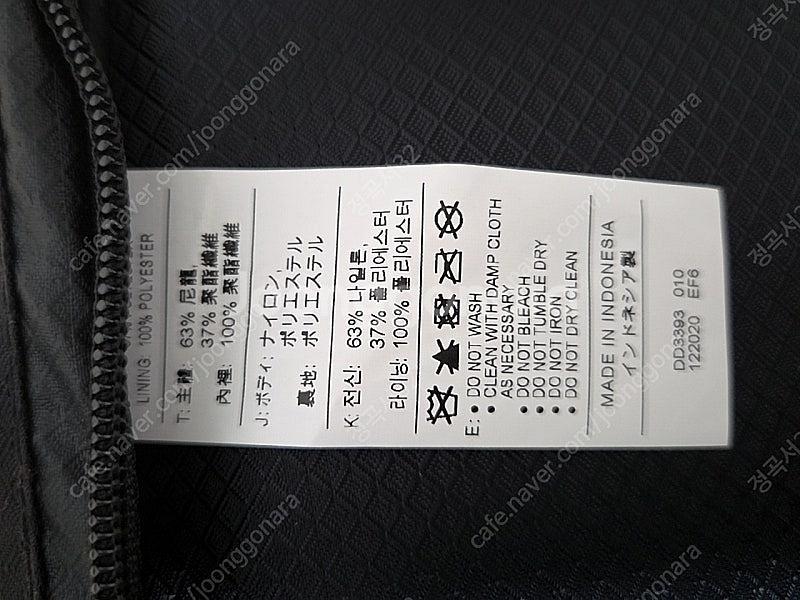 LINING: 100% POLYESTER
T: 主體: 63% 尼龍,
37% 聚酯纖維
內裡: 100% 聚酯纖維
J: ボディ: ナイロン,
ポリエステル
裏地: ポリエステル
K: 전신: 63% 나일론,
37% 폴리에스터
라이닝: 100% 폴리에스터
E: • DO NOT WASH
• CLEAN WITH DAMP CLOTH
AS NECESSARY
• DO NOT BLEACH
• DO NOT TUMBLE DRY
• DO NOT IRON
• DO NOT DRY CLEAN
MADE IN INDONESIA
インドネシア製
DD3393 010
122020 EF6
cafe.naver.com/joonggonara